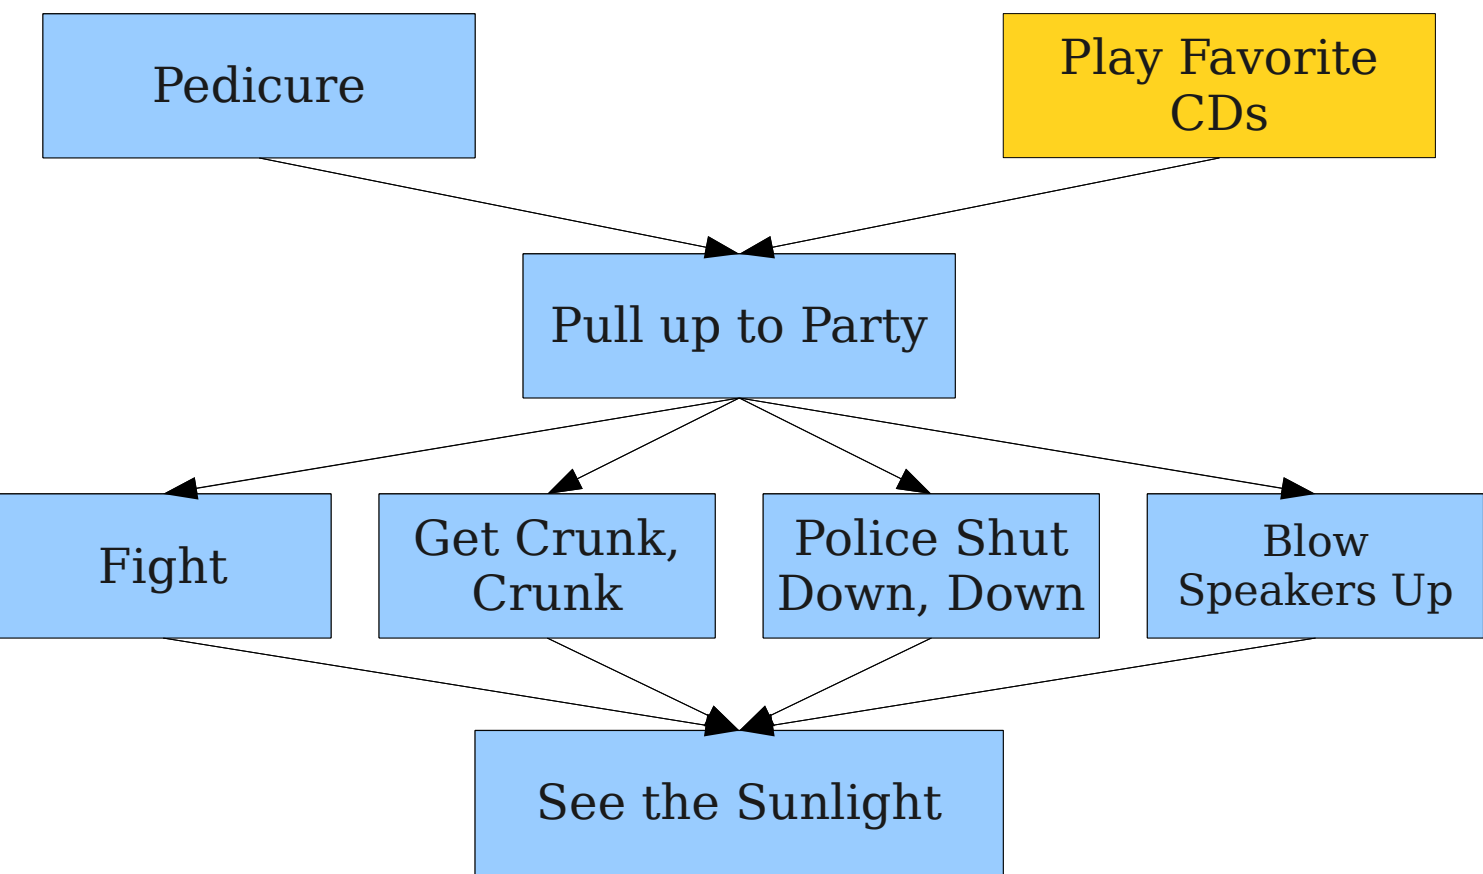 Pedicure
Play Favorite
CDs
Pull up to Party
Fight
Get Crunk,
Crunk
Police Shut
Down, Down
Blow
Speakers Up
See the Sunlight